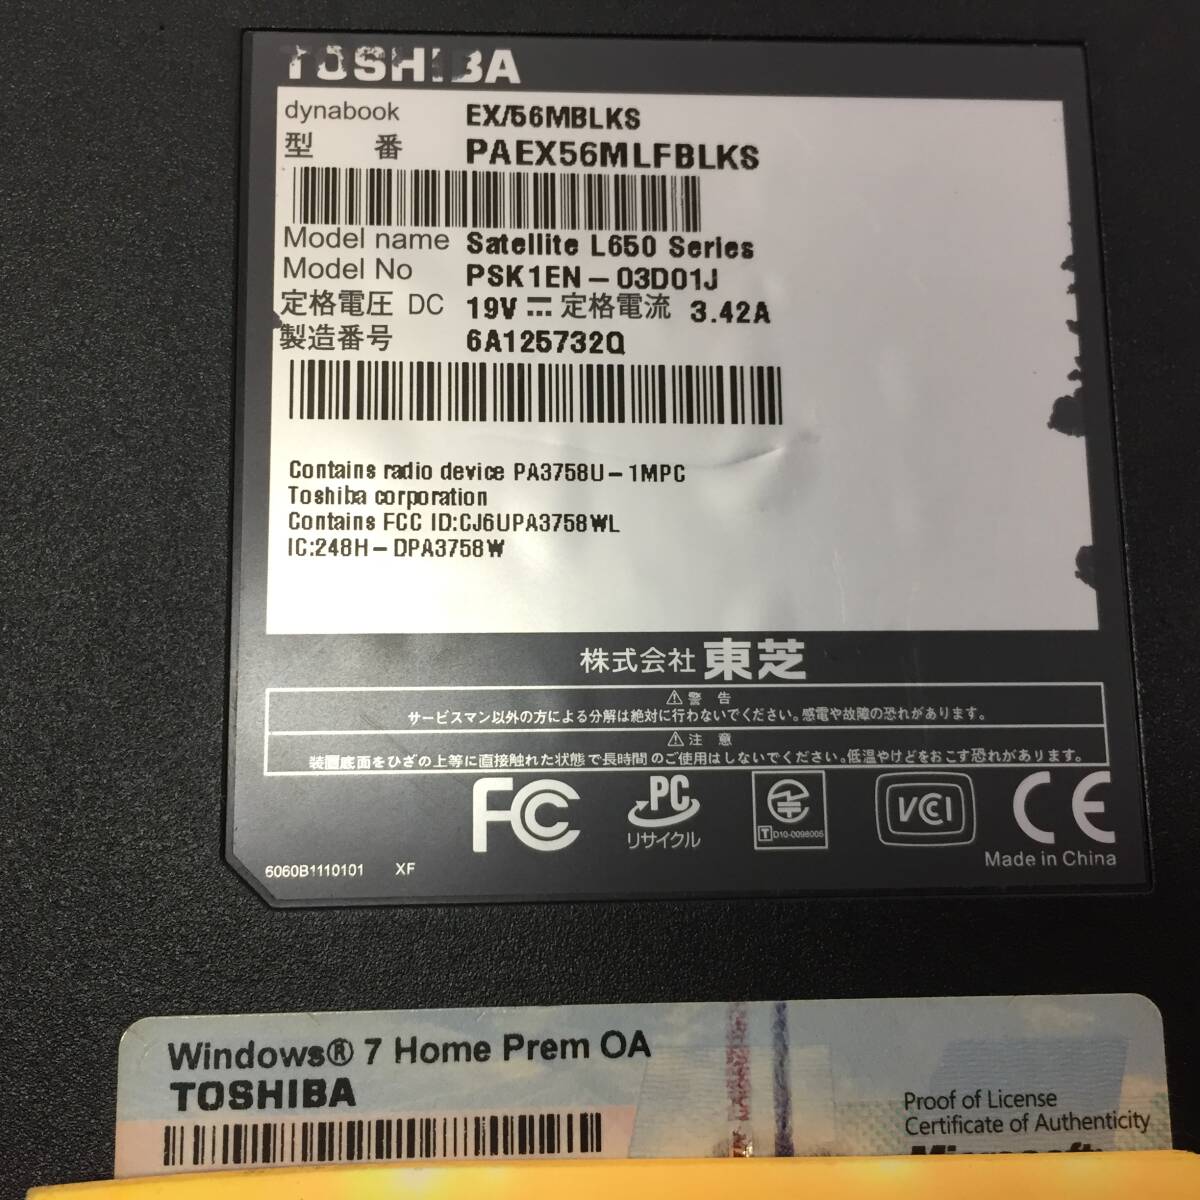 TOSHIBA
dynabook EX/56MBLKS
型 番 PAEX56MLFBLKS
Model name Satellite L650 Series
Model No PSK1EN-03D01J
定格電圧 DC 19V 定格電流 3.42A
製造番号 6A125732Q
Contains radio device PA3758U-1MPC
Toshiba corporation
Contains FCC ID:CJ6UPA3758WL
IC:248H-DPA3758W
株式会社 東芝
⚠警 告
サービスマン以外の方による分解は絶対に行わないでください。感電や故障の恐れがあります。
⚠注 意
装置底面をひざの上等に直接触れた状態で長時間のご使用はしないでください。低温やけどをおこす恐れがあります。
FC PC リサイクル T D10-0098005 VCCI CE
Made in China
6060B1110101 XF
Windows® 7 Home Prem OA
TOSHIBA
Proof of License
Certificate of Authenticity
Microsoft